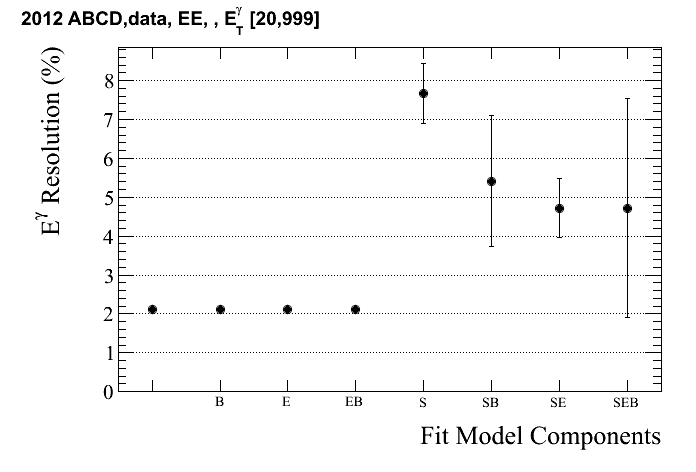 2012 ABCD,data, EE, , E_T^γ [20,999]
E^γ Resolution (%)
8
7
6
5
4
3
2
1
0
B E EB S SB SE SEB
Fit Model Components